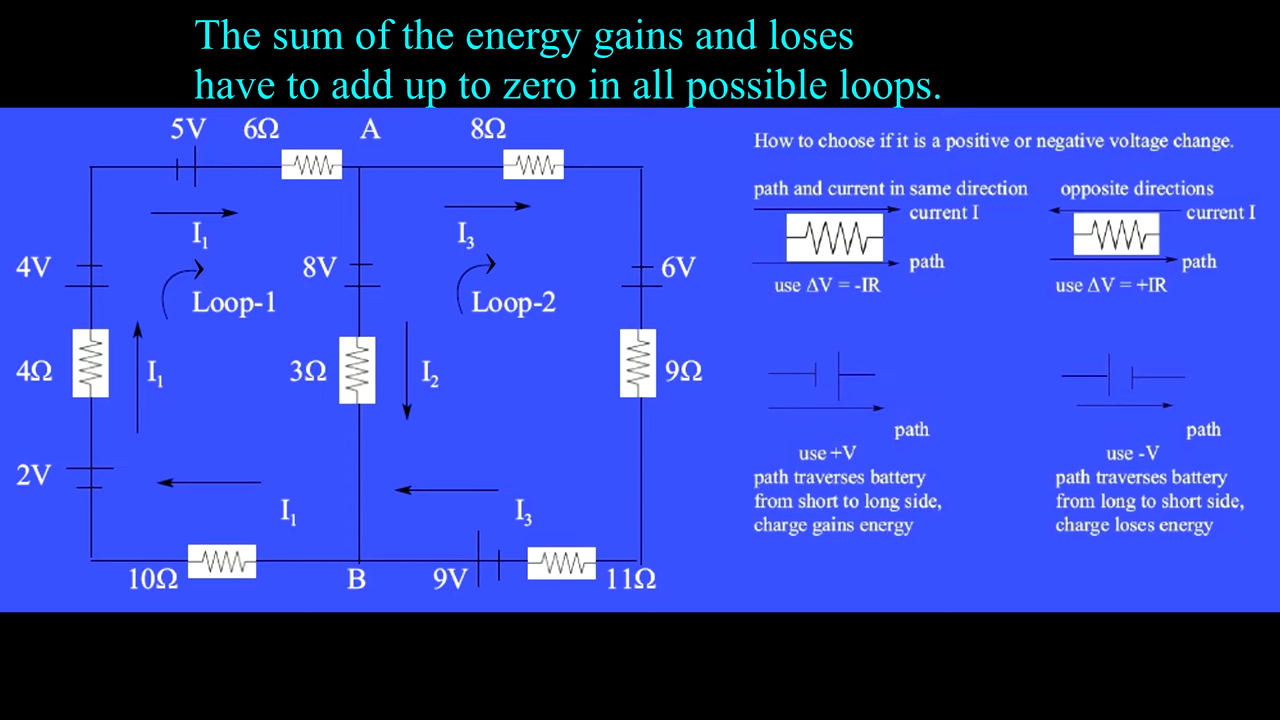 The sum of the energy gains and loses
have to add up to zero in all possible loops.
5V 6Ω A 8Ω
I₁ I₃
4V 8V 6V
Loop-1 Loop-2
4Ω I₁ 3Ω I₂ 9Ω
2V
I₁ I₃
10Ω B 9V 11Ω
How to choose if it is a positive or negative voltage change.
path and current in same direction
current I
path
use ΔV = -IR
opposite directions
current I
path
use ΔV = +IR
path
use +V
path traverses battery
from short to long side,
charge gains energy
path
use -V
path traverses battery
from long to short side,
charge loses energy